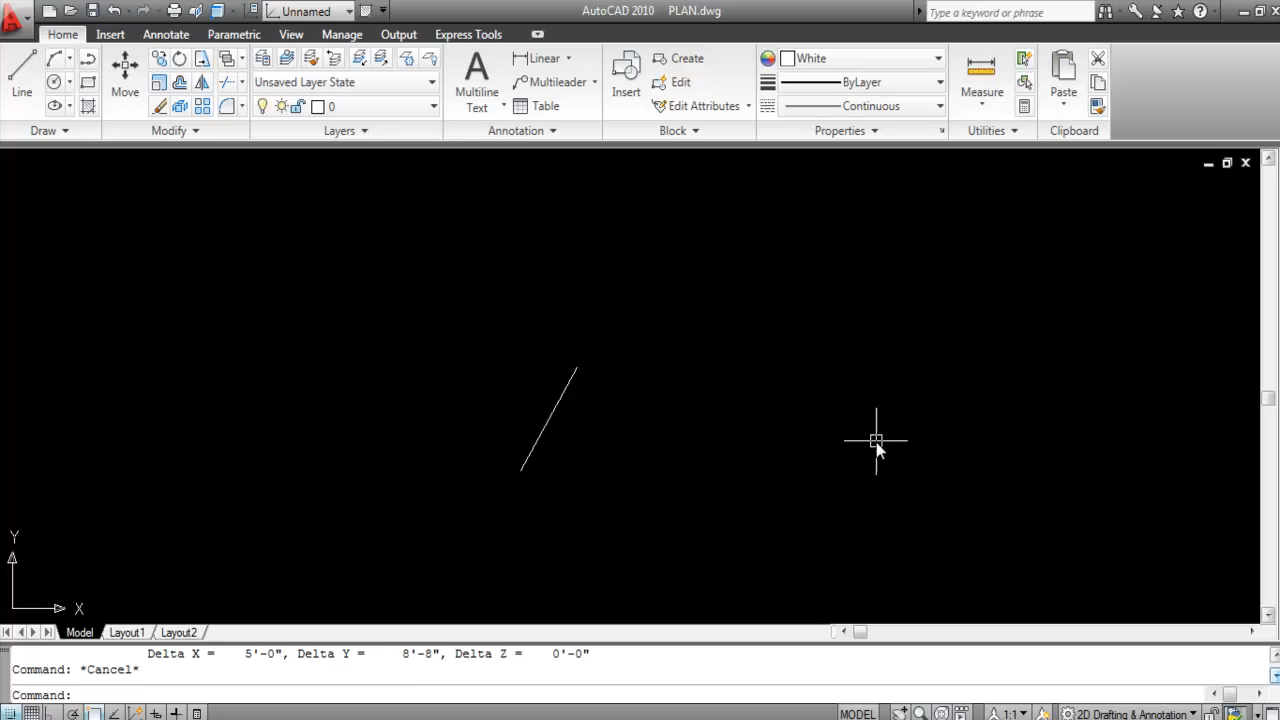 Unnamed
AutoCAD 2010 PLAN.dwg
Type a keyword or phrase
Home Insert Annotate Parametric View Manage Output Express Tools
Line
Move
Unsaved Layer State
0
Multiline
Text
Linear
Multileader
Table
Insert
Create
Edit
Edit Attributes
White
ByLayer
Continuous
Measure
Paste
Draw Modify Layers Annotation Block Properties Utilities Clipboard
Y
X
Model Layout1 Layout2
Delta X = 5'-0", Delta Y = 8'-8", Delta Z = 0'-0"
Command: *Cancel*
Command:
MODEL 1:1 2D Drafting & Annotation